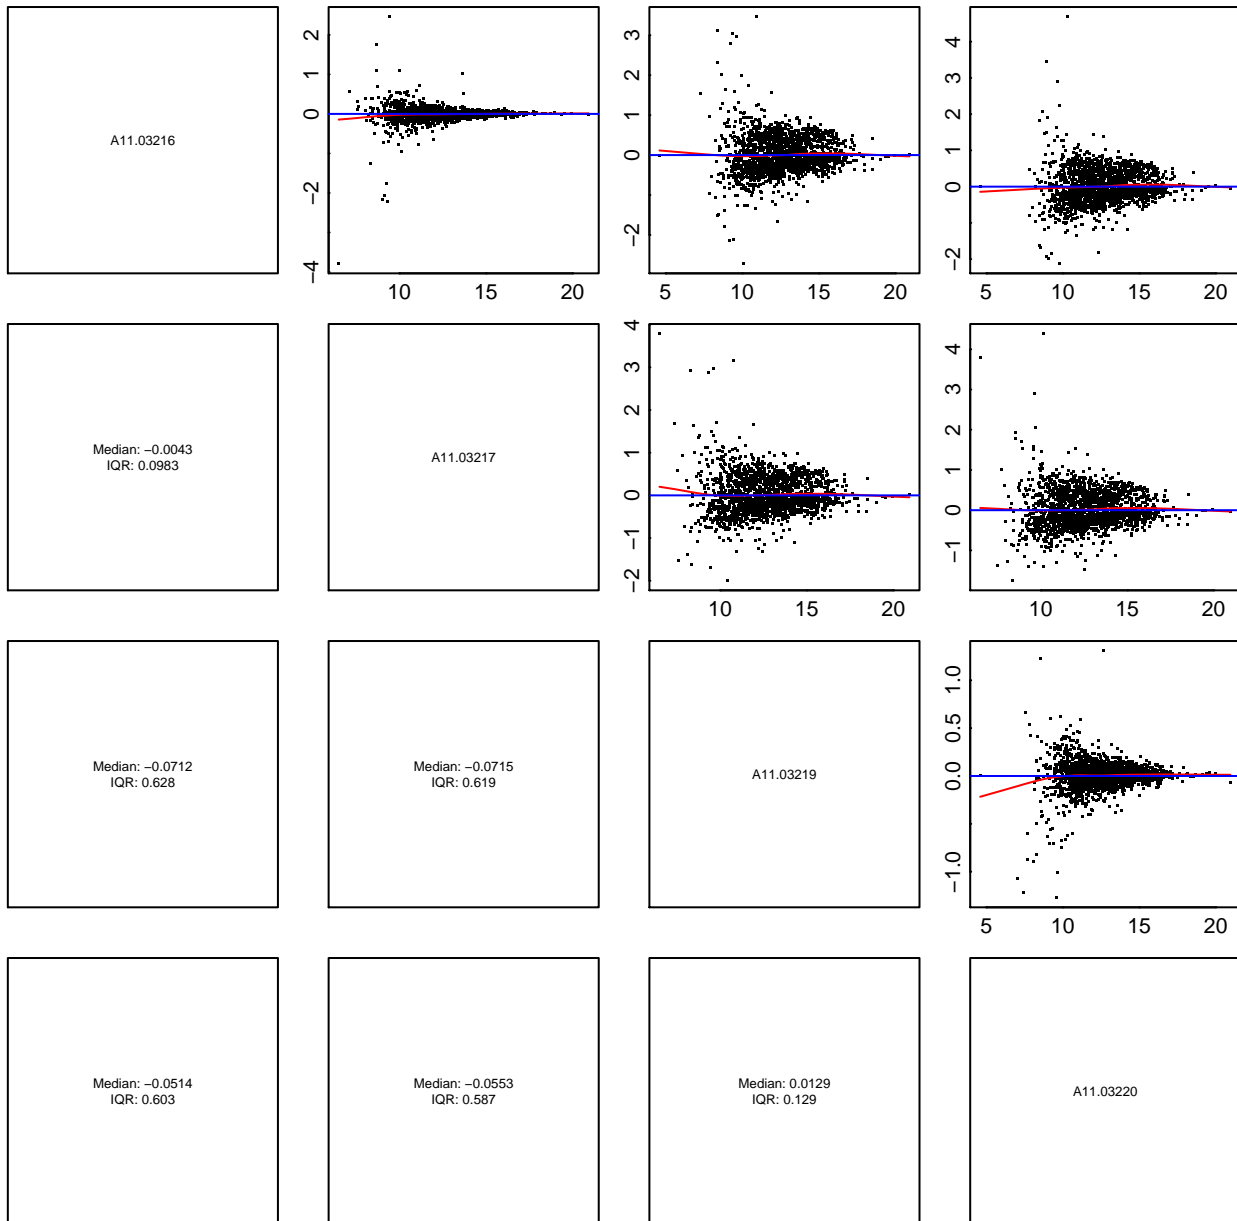 2
1
0
−2
−4
10 15 20
3
2
1
0
−2
5 10 15 20
4
3
2
1
0
−2
5 10 15 20
A11.03216
4
3
2
1
0
−1
−2
10 15 20
4
3
2
1
0
−1
10 15 20
Median: −0.0043
IQR: 0.0983
A11.03217
1.0
0.5
0.0
−1.0
5 10 15 20
Median: −0.0712
IQR: 0.628
Median: −0.0715
IQR: 0.619
A11.03219
Median: −0.0514
IQR: 0.603
Median: −0.0553
IQR: 0.587
Median: 0.0129
IQR: 0.129
A11.03220